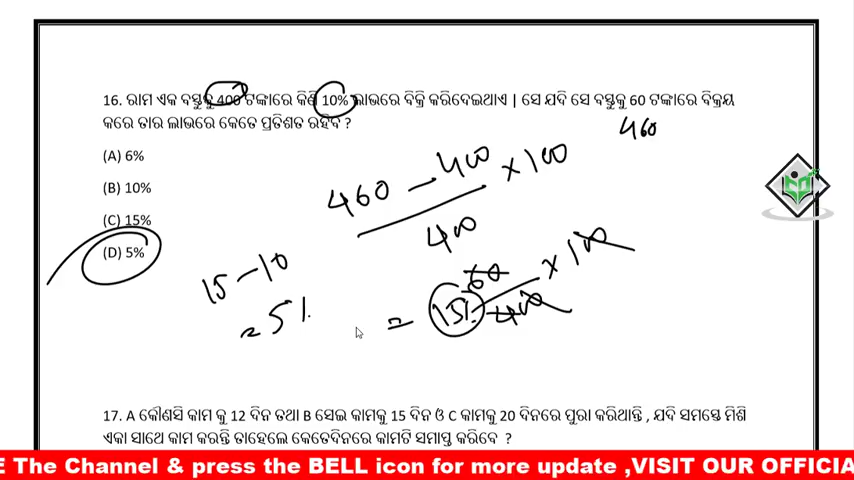 16. ରାମ ଏକ ବସ୍ତୁକୁ 400 ଟଙ୍କାରେ କିଣି 10% ଲାଭରେ ବିକ୍ରି କରିଦେଇଥାଏ | ସେ ଯଦି ସେ ବସ୍ତୁକୁ 60 ଟଙ୍କାରେ ବିକ୍ରୟ
କରେ ତାର ଲାଭରେ କେତେ ପ୍ରତିଶତ ରହିବ ?
460
(A) 6%
(B) 10%
(C) 15%
(D) 5%
460 - 400 × 100
400
15 - 10
= 5%
= 60 × 100
15% 400
17. A କୌଣସି କାମ କୁ 12 ଦିନ ତଥା B ସେଇ କାମକୁ 15 ଦିନ ଓ C କାମକୁ 20 ଦିନରେ ପୁରା କରିଥାନ୍ତି , ଯଦି ସମସ୍ତେ ମିଶି
ଏକା ସାଥେ କାମ କରନ୍ତି ତାହେଲେ କେତେଦିନରେ କାମଟି ସମାପ୍ତ କରିବେ ?
E The Channel & press the BELL icon for more update ,VISIT OUR OFFICIA